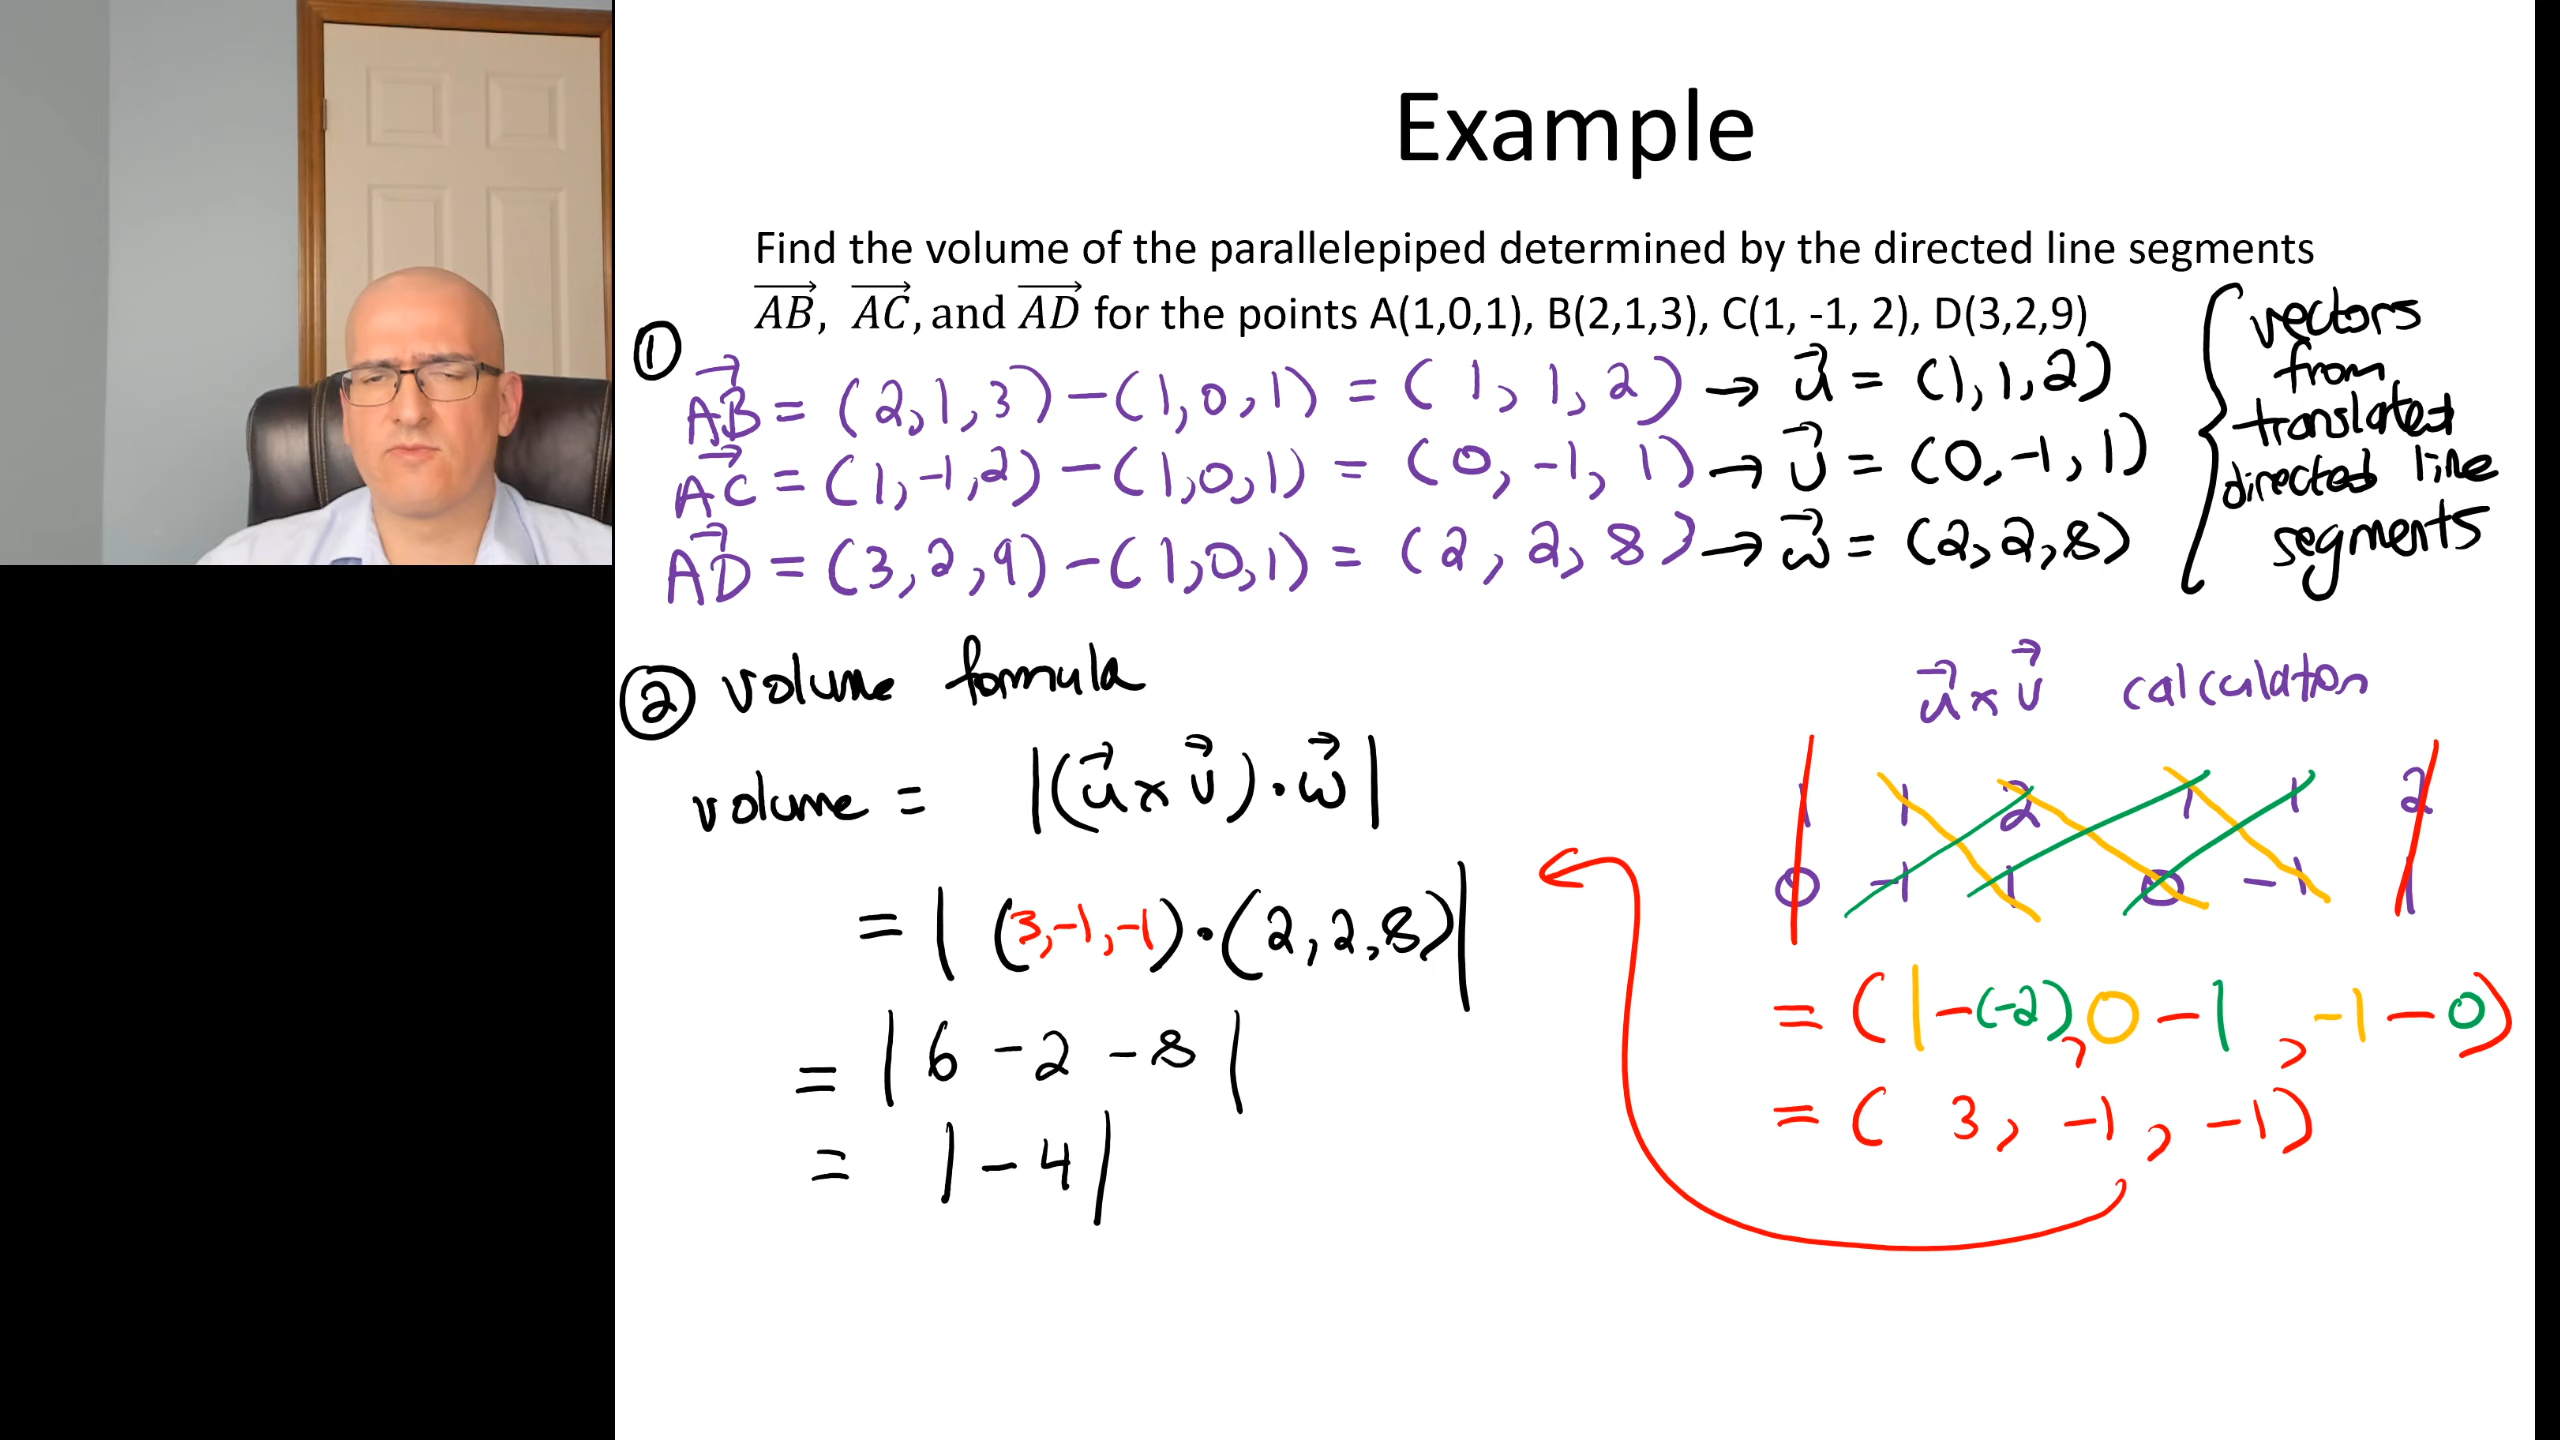 Example
Find the volume of the parallelepiped determined by the directed line segments
AB⃗, AC⃗, and AD⃗ for the points A(1,0,1), B(2,1,3), C(1, -1, 2), D(3,2,9)
① AB⃗ = (2,1,3) - (1,0,1) = (1, 1, 2) → u⃗ = (1,1,2)
AC⃗ = (1,-1,2) - (1,0,1) = (0, -1, 1) → v⃗ = (0,-1,1)
AD⃗ = (3,2,9) - (1,0,1) = (2, 2, 8) → w⃗ = (2,2,8)
vectors
from
translated
directed line
segments
② volume formula
volume = |(u⃗ × v⃗) · w⃗|
= |(3,-1,-1) · (2,2,8)|
= |6 -2 -8|
= |-4|
u⃗ × v⃗ calculation
1 1 2 1 1 2
0 -1 1 0 -1 1
= (1-(-2), 0-1, -1-0)
= (3, -1, -1)